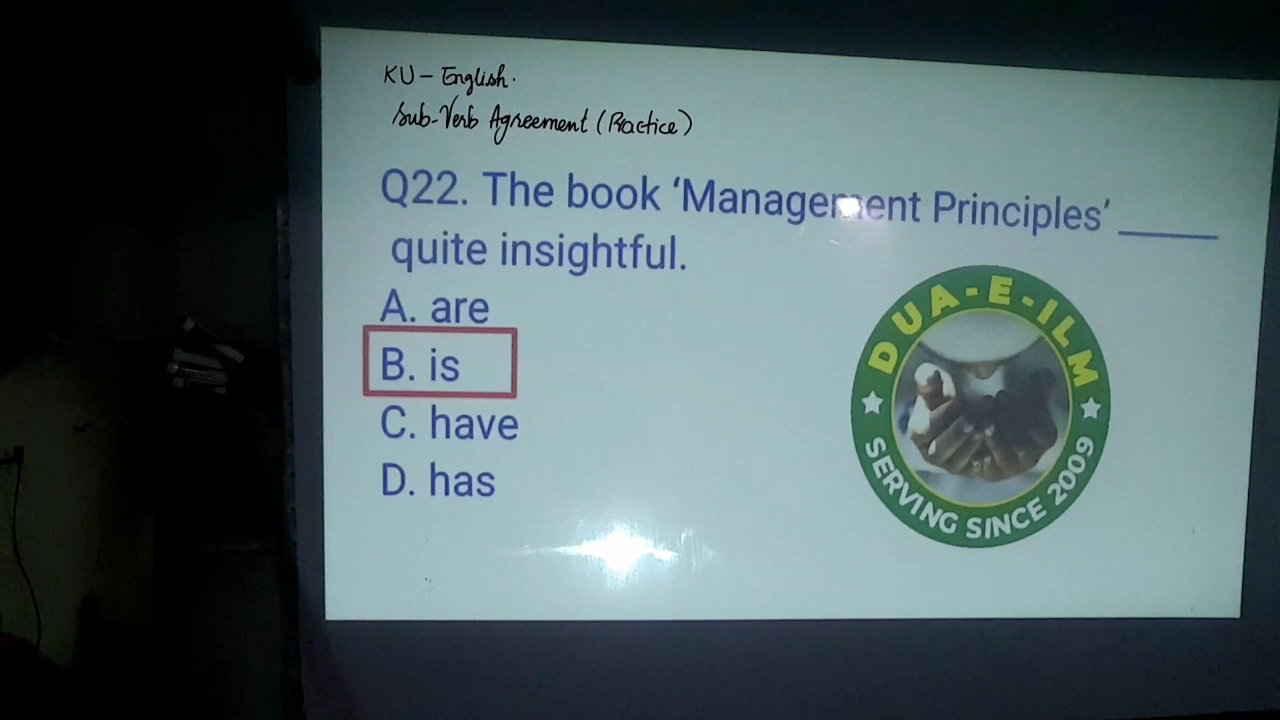 KU - English.
Sub-Verb Agreement (Practice)
Q22. The book ‘Management Principles’ ______
quite insightful.
A. are
B. is
C. have
D. has
DUA-E-ILM
SERVING SINCE 2009